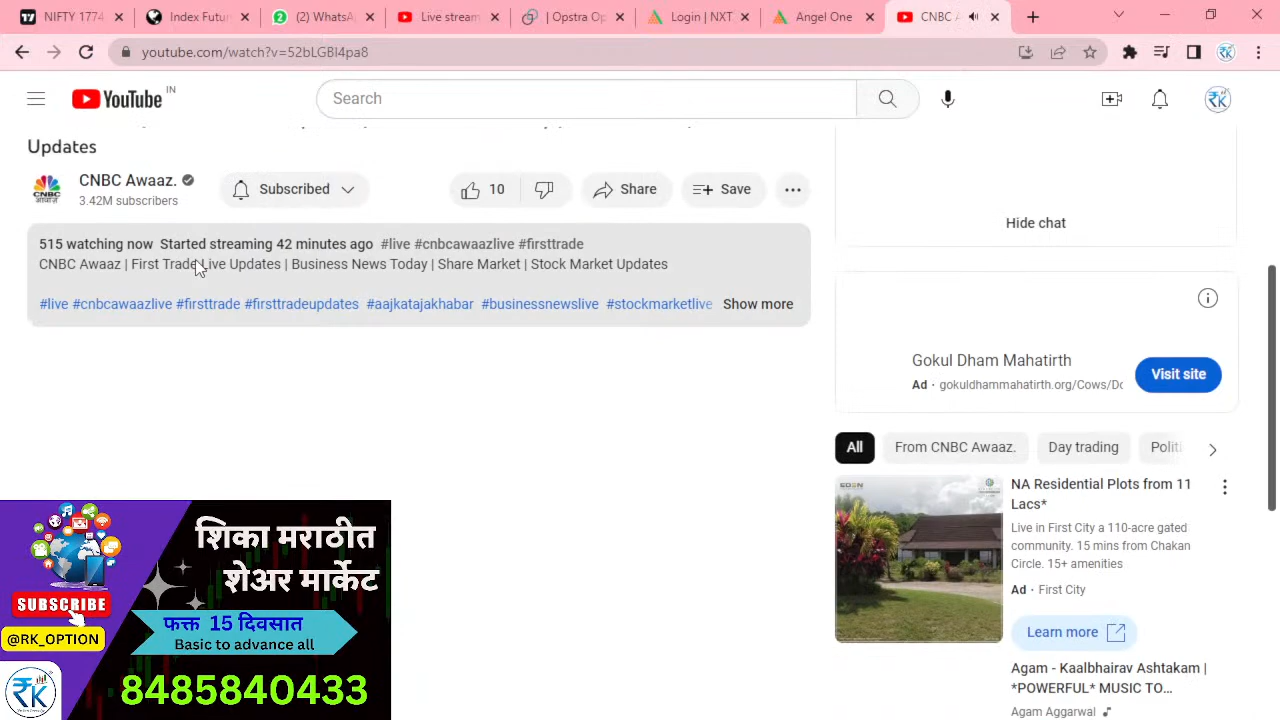 NIFTY 1774
Index Futur
(2) WhatsA
Live stream
Opstra Op
Login | NXT
Angel One
CNBC A
youtube.com/watch?v=52bLGBI4pa8
YouTube IN
Search
Updates
CNBC Awaaz.
3.42M subscribers
Subscribed
10
Share
Save
515 watching now Started streaming 42 minutes ago #live #cnbcawaazlive #firsttrade
CNBC Awaaz | First Trade Live Updates | Business News Today | Share Market | Stock Market Updates
#live #cnbcawaazlive #firsttrade #firsttradeupdates #aajkatajakhabar #businessnewslive #stockmarketlive Show more
Hide chat
Gokul Dham Mahatirth
Ad · gokuldhammahatirth.org/Cows/Do
Visit site
All
From CNBC Awaaz.
Day trading
Politi
NA Residential Plots from 11
Lacs*
Live in First City a 110-acre gated
community. 15 mins from Chakan
Circle. 15+ amenities
Ad · First City
Learn more
Agam - Kaalbhairav Ashtakam |
*POWERFUL* MUSIC TO...
Agam Aggarwal
शिका मराठीत
शेअर मार्केट
SUBSCRIBE
@RK_OPTION
फक्त 15 दिवसात
Basic to advance all
8485840433